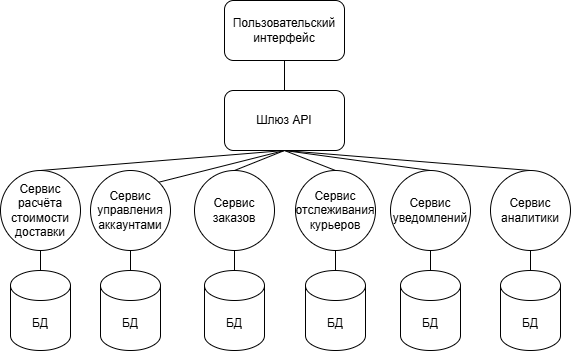 Пользовательский
интерфейс
Шлюз API
Сервис
расчёта
стоимости
доставки
Сервис
управления
аккаунтами
Сервис
заказов
Сервис
отслеживания
курьеров
Сервис
уведомлений
Сервис
аналитики
БД
БД
БД
БД
БД
БД